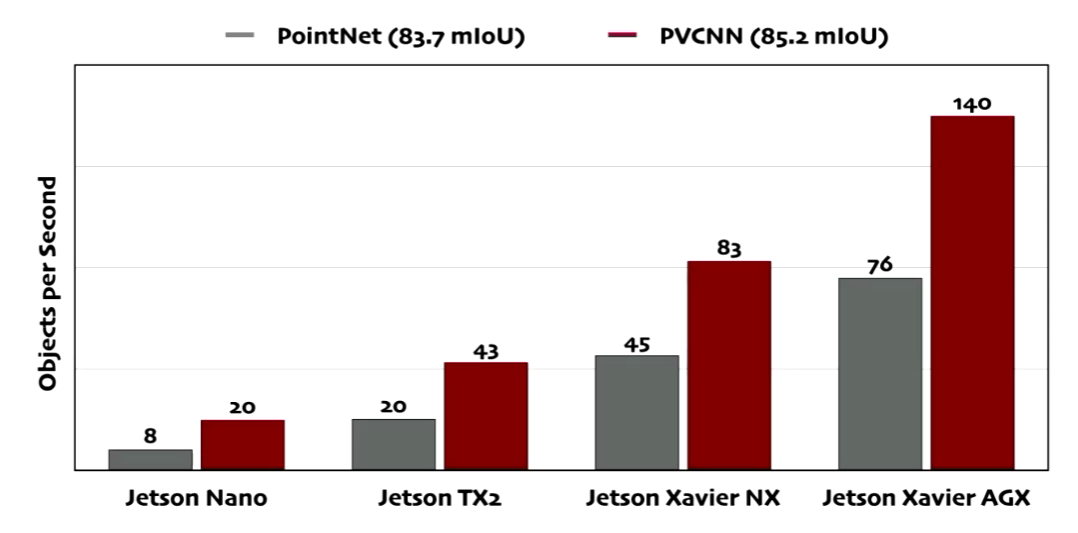 PointNet (83.7 mIoU) PVCNN (85.2 mIoU)
Objects per Second
8
20
20
43
45
83
76
140
Jetson Nano Jetson TX2 Jetson Xavier NX Jetson Xavier AGX